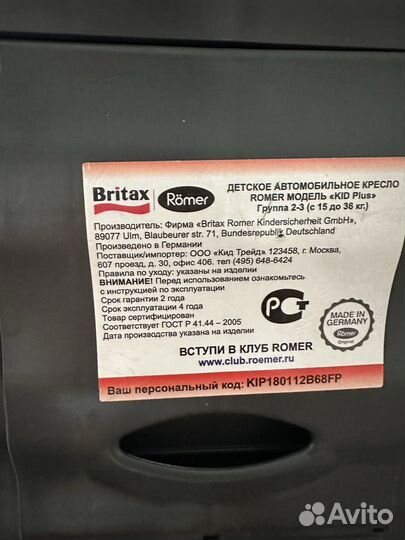 Britax Römer
ДЕТСКОЕ АВТОМОБИЛЬНОЕ КРЕСЛО
ROMER МОДЕЛЬ «KID Plus»
Группа 2-3 (с 15 до 36 кг.)
Производитель: Фирма «Britax Romer Kindersicherheit GmbH»,
89077 Ulm, Blaubeurer str. 71, Bundesrepublik Deutschland
Произведено в Германии
Поставщик/импортер: ООО «Кид Трейд» 123458, г. Москва,
607 проезд, д. 30, офис 406. тел (495) 648-6424
Правила по уходу: указаны на изделии
ВНИМАНИЕ! Перед использованием ознакомьтесь
с инструкцией по эксплуатации
Срок гарантии 2 года
Срок эксплуатации 4 года
Товар сертифицирован
Соответствует ГОСТ Р 41.44 – 2005
Дата производства указана на изделии
РСТ
MADE IN
GERMANY
Römer
Original
ВСТУПИ В КЛУБ ROMER
www.club.roemer.ru
Ваш персональный код: KIP180112B68FP
Avito